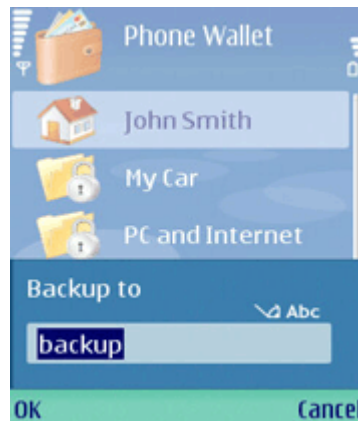 Phone Wallet
John Smith
My Car
PC and Internet
Backup to
Abc
backup
OK Cancel